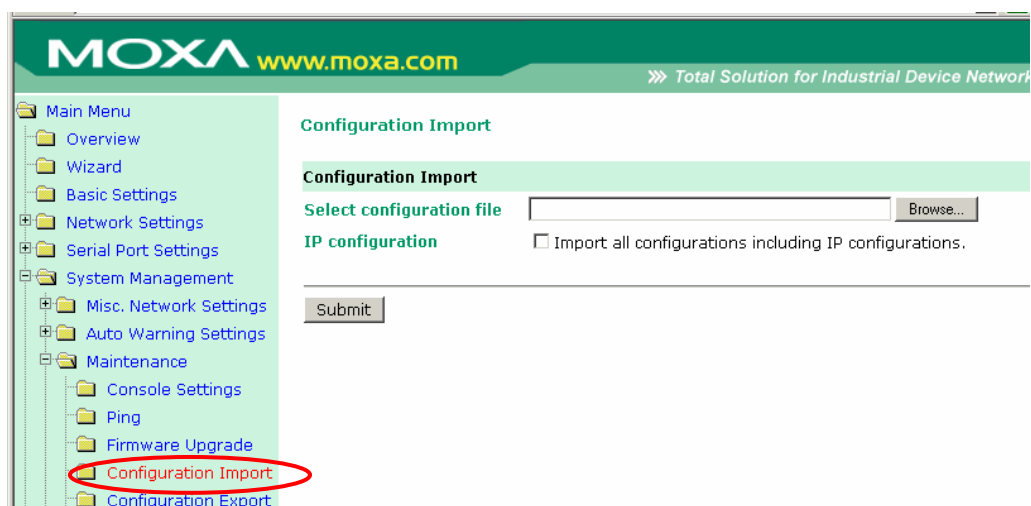 MOXA www.moxa.com
Total Solution for Industrial Device Network
Main Menu
Overview
Wizard
Basic Settings
Network Settings
Serial Port Settings
System Management
Misc. Network Settings
Auto Warning Settings
Maintenance
Console Settings
Ping
Firmware Upgrade
Configuration Import
Configuration Export
Configuration Import
Configuration Import
Select configuration file
Browse...
IP configuration
Import all configurations including IP configurations.
Submit